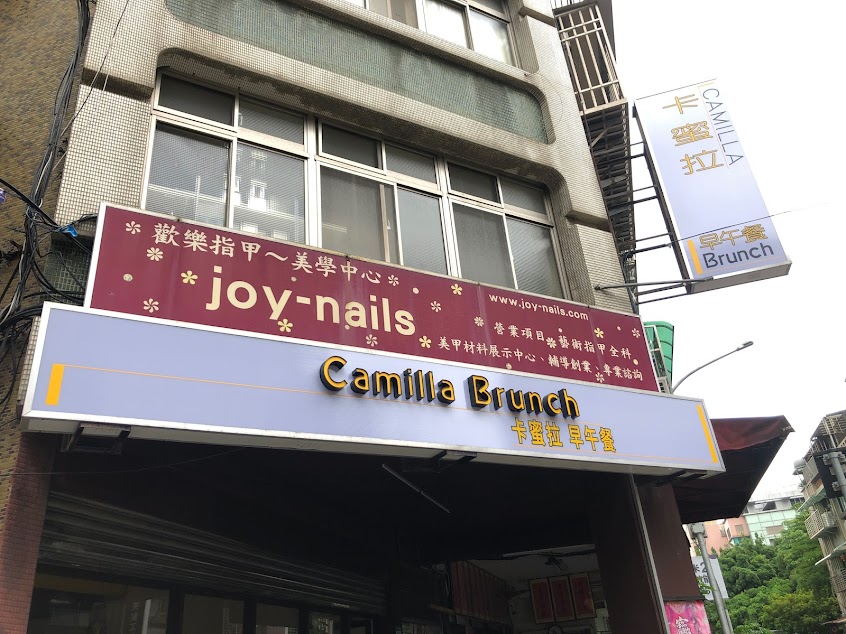 卡蜜拉
CAMILLA
早午餐
Brunch
歡樂指甲～美學中心
joy-nails
www.joy-nails.com
營業項目 藝術指甲全科
美甲材料展示中心、輔導創業、專業諮詢
Camilla Brunch
卡蜜拉 早午餐